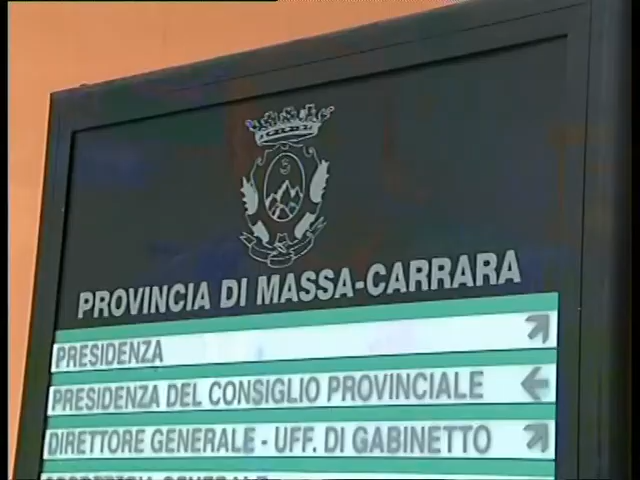 PROVINCIA DI MASSA-CARRARA
PRESIDENZA
PRESIDENZA DEL CONSIGLIO PROVINCIALE
DIRETTORE GENERALE - UFF. DI GABINETTO